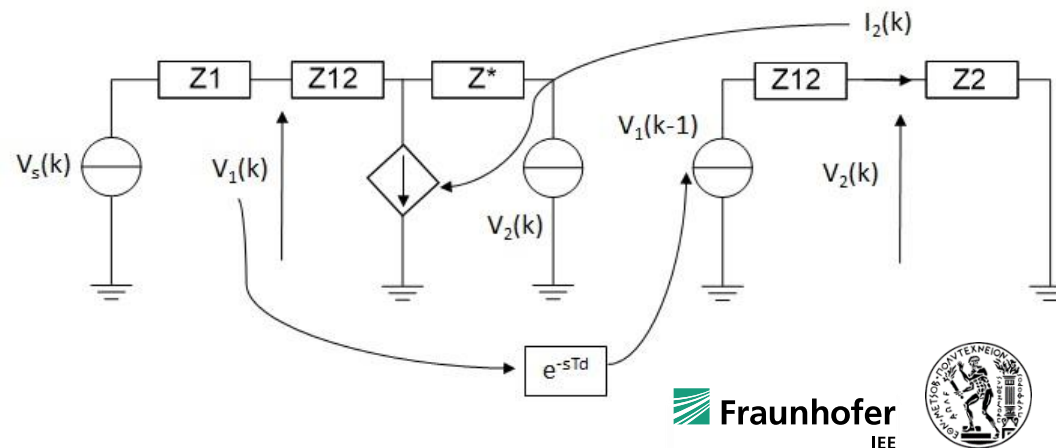 I₂(k)
Z1
Z12
Z*
Z12
Z2
Vₛ(k)
V₁(k)
V₂(k)
V₁(k-1)
V₂(k)
e⁻ˢᵀᵈ
Fraunhofer
IEE